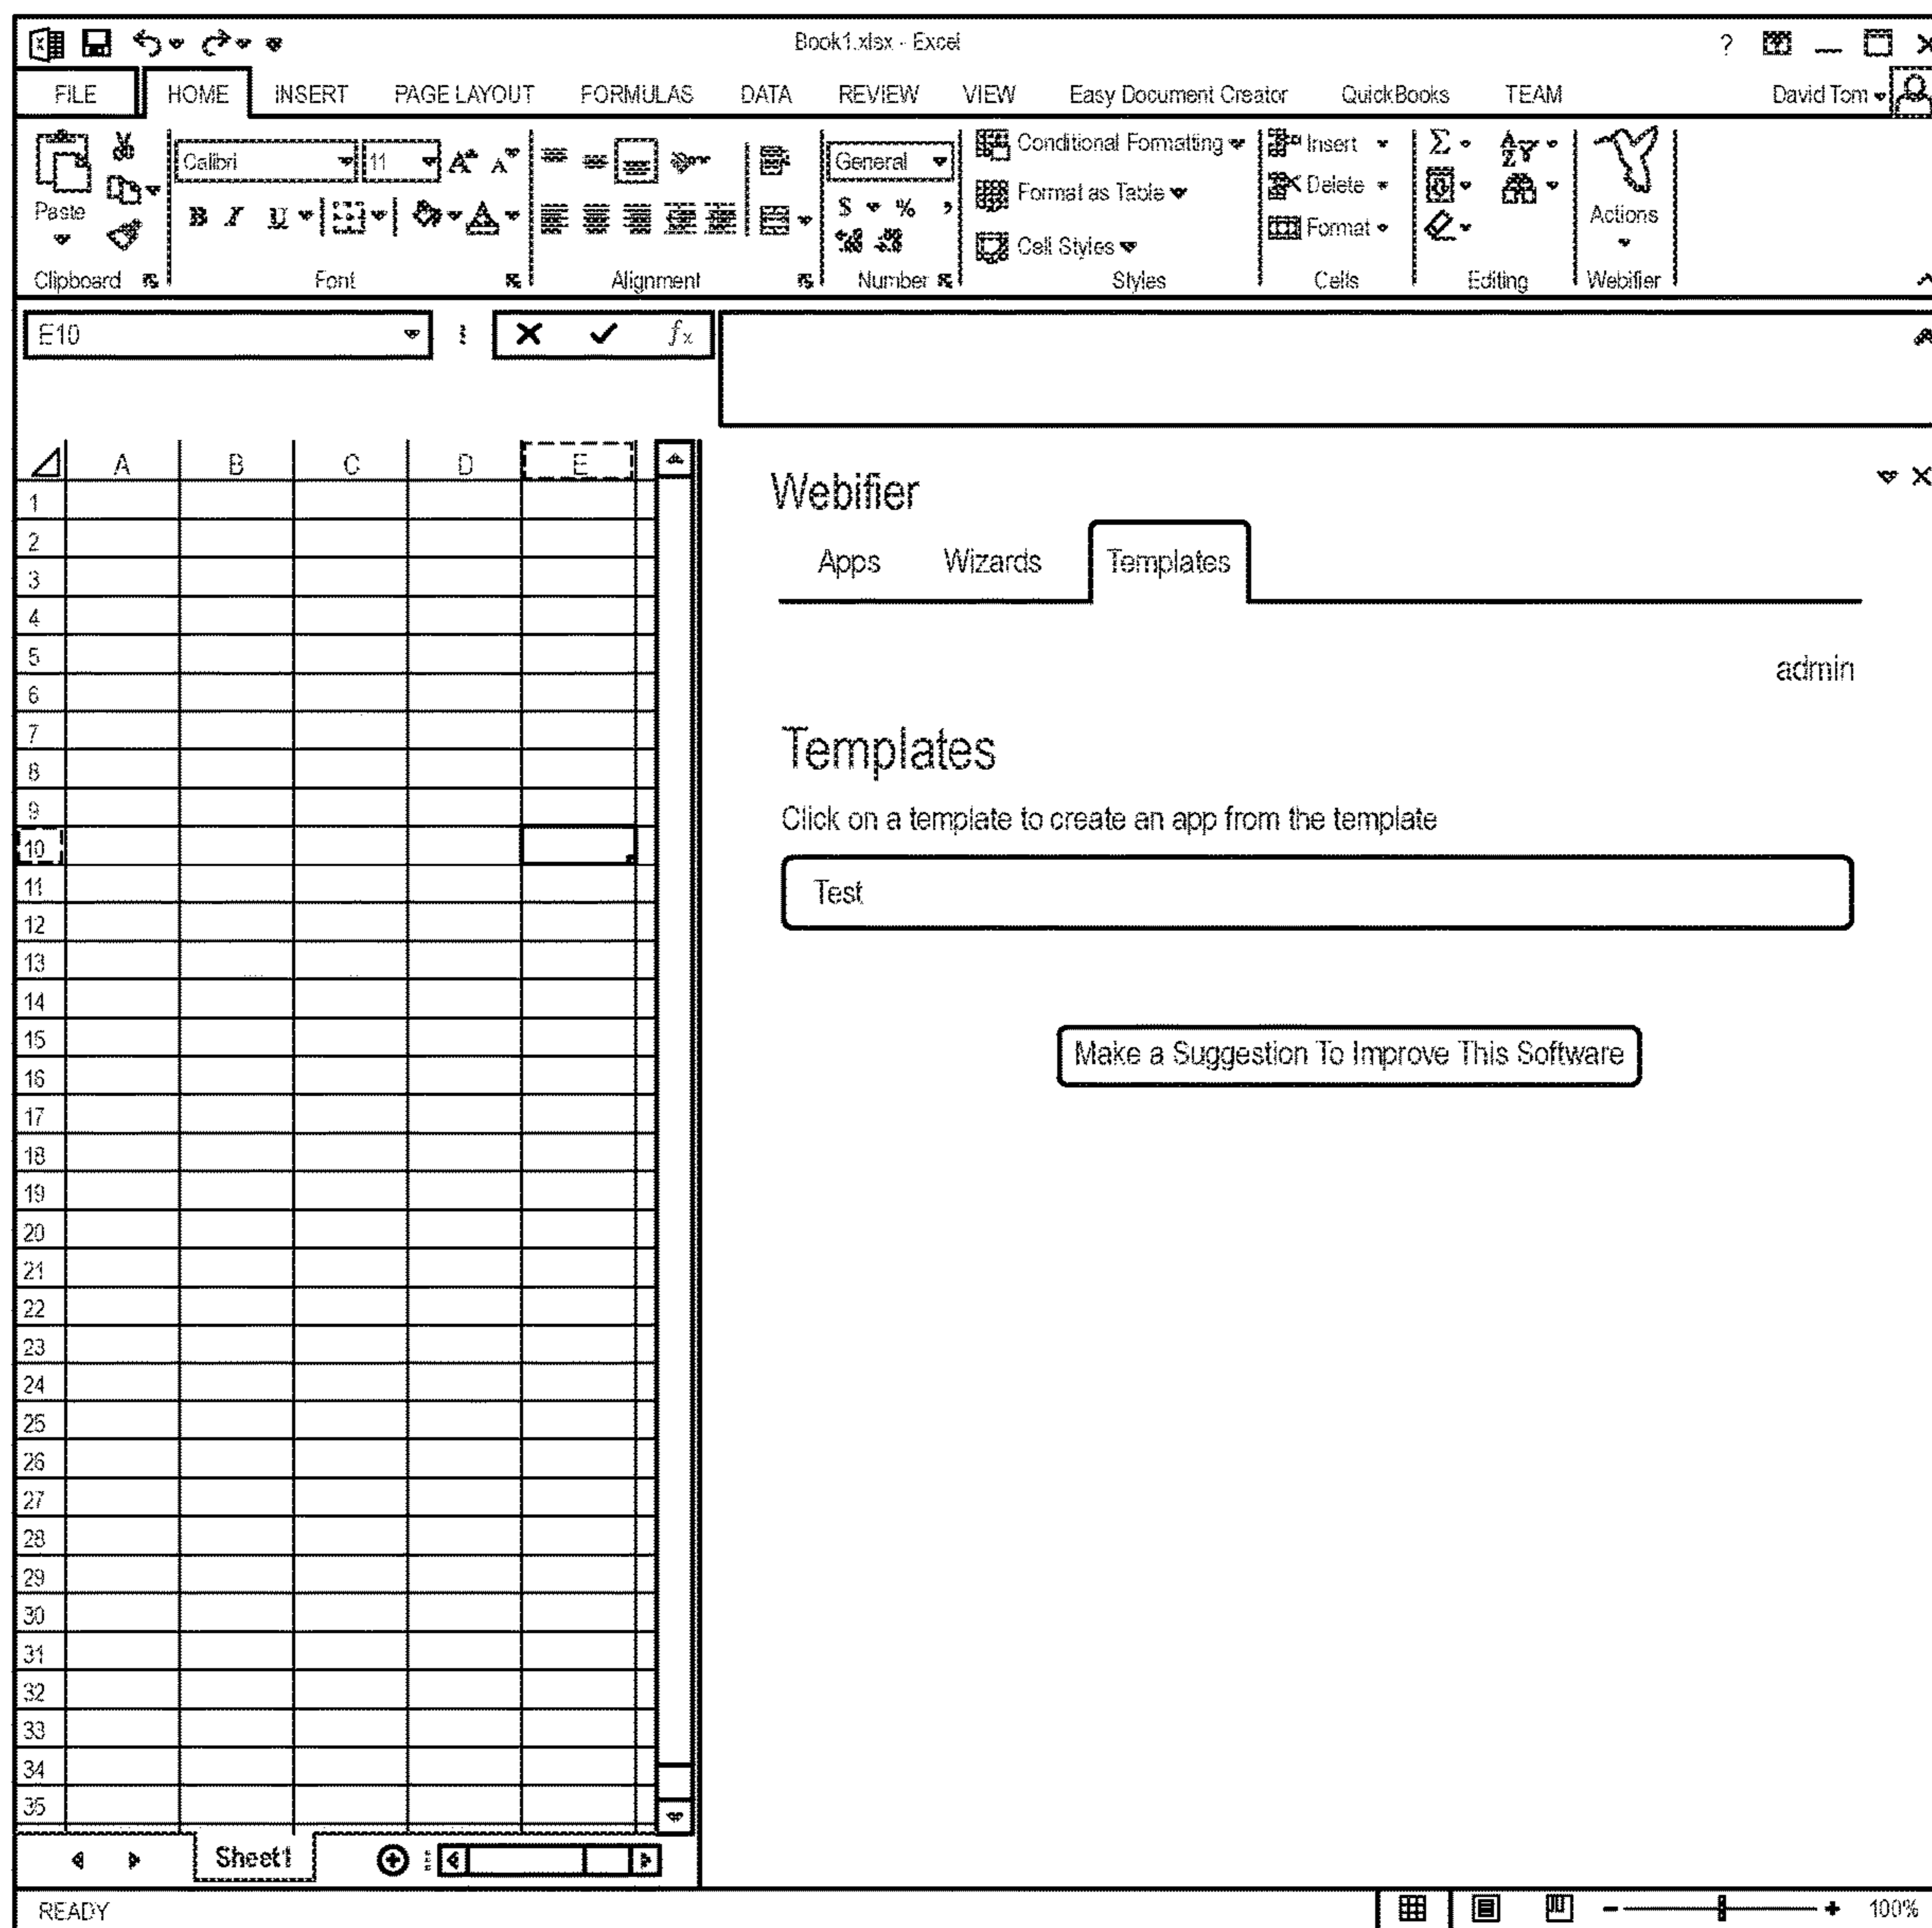 Book1.xlsx - Excel ?
FILE HOME INSERT PAGE LAYOUT FORMULAS DATA REVIEW VIEW Easy Document Creator QuickBooks TEAM David Tom
Calibri 11 General Conditional Formatting Insert Σ
Format as Table Delete
Paste B I U A $ % , Actions
Cell Styles Format
Clipboard Font Alignment Number Styles Cells Editing Webifier
E10 fx
A B C D E
Webifier
Apps Wizards Templates
admin
Templates
Click on a template to create an app from the template
Test
Make a Suggestion To Improve This Software
1
2
3
4
5
6
7
8
9
10
11
12
13
14
15
16
17
18
19
20
21
22
23
24
25
26
27
28
29
30
31
32
33
34
35
Sheet1
READY 100%